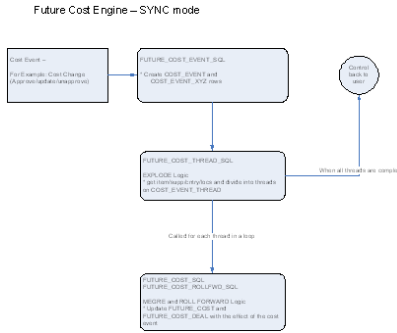 Future Cost Engine – SYNC mode
Cost Event –
For Example: Cost Change
(Approve/update/unapprove)
FUTURE_COST_EVENT_SQL
* Create COST_EVENT and
COST_EVENT_XYZ rows
Control
back to
user
FUTURE_COST_THREAD_SQL
EXPLODE Logic
* get item/supp/cntry/locs and divide into threads
on COST_EVENT_THREAD
When all threads are comple
Called for each thread in a loop
FUTURE_COST_SQL
FUTURE_COST_ROLLFWD_SQL
MEGRE and ROLL FORWARD Logic
* Update FUTURE_COST and
FUTURE_COST_DEAL with the effect of the cost
event